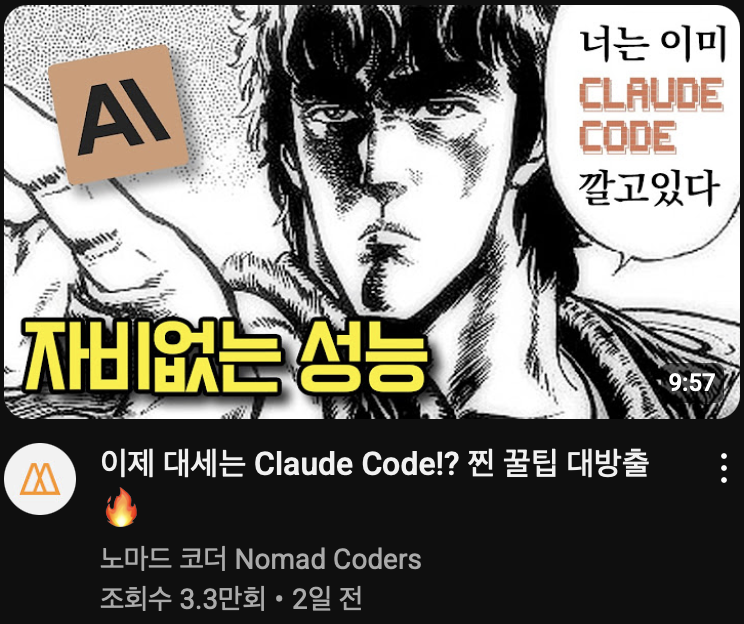 AI
너는 이미
CLAUDE
CODE
깔고있다
자비없는 성능
9:57
이제 대세는 Claude Code!? 찐 꿀팁 대방출
🔥
노마드 코더 Nomad Coders
조회수 3.3만회 • 2일 전